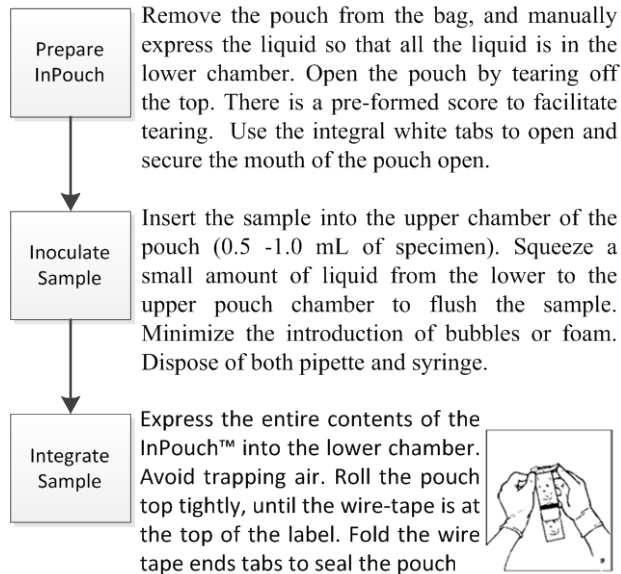 Prepare
InPouch
Remove the pouch from the bag, and manually
express the liquid so that all the liquid is in the
lower chamber. Open the pouch by tearing off
the top. There is a pre-formed score to facilitate
tearing.  Use the integral white tabs to open and
secure the mouth of the pouch open.
Inoculate
Sample
Insert the sample into the upper chamber of the
pouch (0.5 -1.0 mL of specimen). Squeeze a
small amount of liquid from the lower to the
upper pouch chamber to flush the sample.
Minimize the introduction of bubbles or foam.
Dispose of both pipette and syringe.
Integrate
Sample
Express the entire contents of the
InPouch™ into the lower chamber.
Avoid trapping air. Roll the pouch
top tightly, until the wire-tape is at
the top of the label. Fold the wire
tape ends tabs to seal the pouch